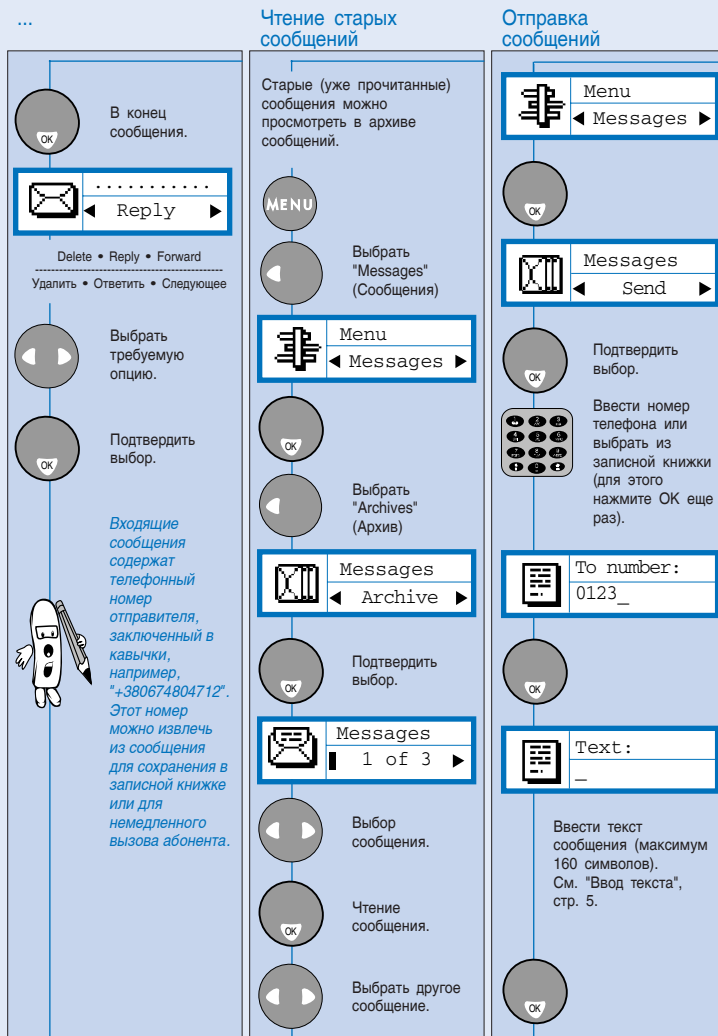 ...
OK
В конец
сообщения.
...........
Reply
Delete • Reply • Forward
Удалить • Ответить • Следующее
Выбрать
требуемую
опцию.
OK
Подтвердить
выбор.
Входящие
сообщения
содержат
телефонный
номер
отправителя,
заключенный в
кавычки,
например,
"+380674804712".
Этот номер
можно извлечь
из сообщения
для сохранения в
записной книжке
или для
немедленного
вызова абонента.
Чтение старых
сообщений
Старые (уже прочитанные)
сообщения можно
просмотреть в архиве
сообщений.
MENU
Выбрать
"Messages"
(Сообщения)
Menu
Messages
OK
Выбрать
"Archives"
(Архив)
Messages
Archive
OK
Подтвердить
выбор.
Messages
1 of 3
Выбор
сообщения.
OK
Чтение
сообщения.
Выбрать другое
сообщение.
Отправка
сообщений
Menu
Messages
OK
Messages
Send
OK
Подтвердить
выбор.
Ввести номер
телефона или
выбрать из
записной книжки
(для этого
нажмите OK еще
раз).
To number:
0123_
OK
Text:
_
Ввести текст
сообщения (максимум
160 символов).
См. "Ввод текста",
стр. 5.
OK